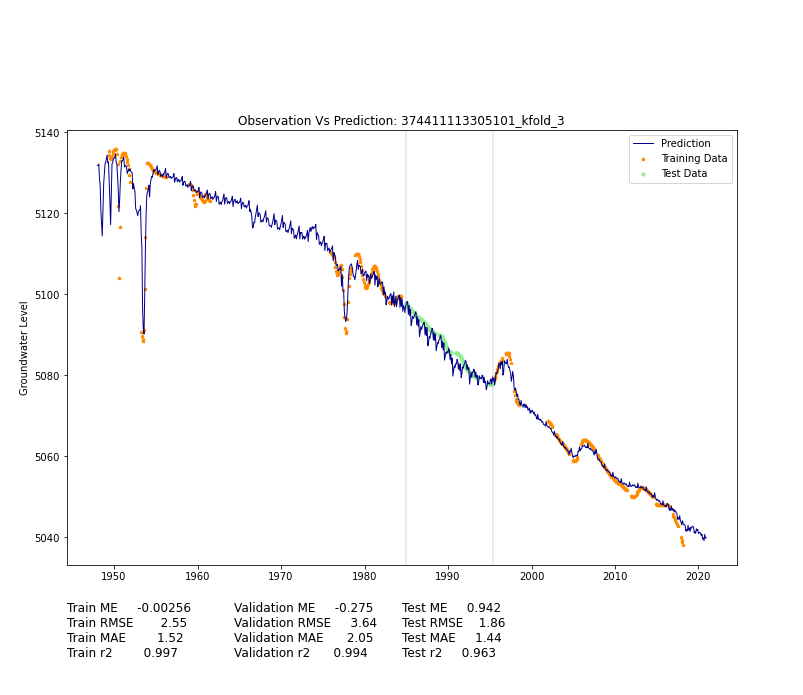 Observation Vs Prediction: 374411113305101_kfold_3
5140
5120
5100
5080
5060
5040
Groundwater Level
Prediction
Training Data
Test Data
1950 1960 1970 1980 1990 2000 2010 2020
Train ME -0.00256 Validation ME -0.275 Test ME 0.942
Train RMSE 2.55 Validation RMSE 3.64 Test RMSE 1.86
Train MAE 1.52 Validation MAE 2.05 Test MAE 1.44
Train r2 0.997 Validation r2 0.994 Test r2 0.963